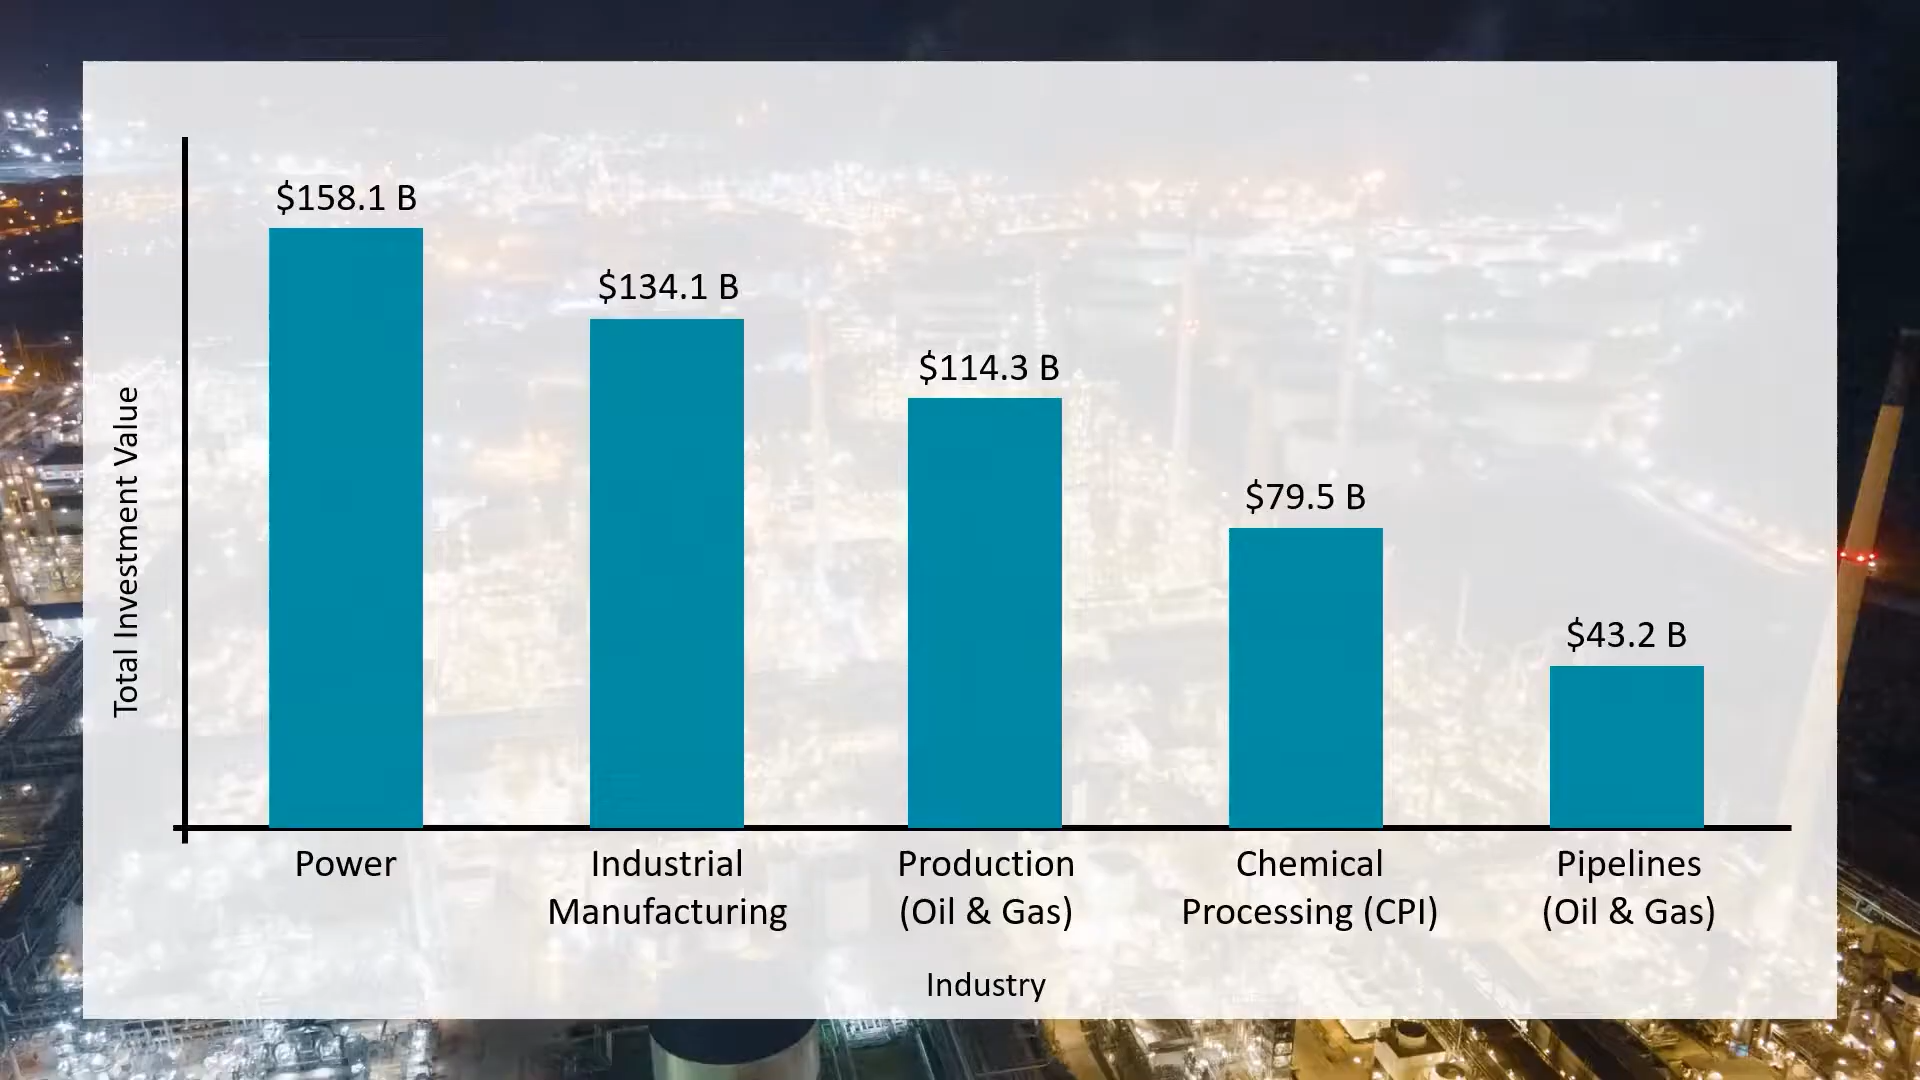 $158.1 B
$134.1 B
$114.3 B
$79.5 B
$43.2 B
Total Investment Value
Power
Industrial
Manufacturing
Production
(Oil & Gas)
Chemical
Processing (CPI)
Pipelines
(Oil & Gas)
Industry